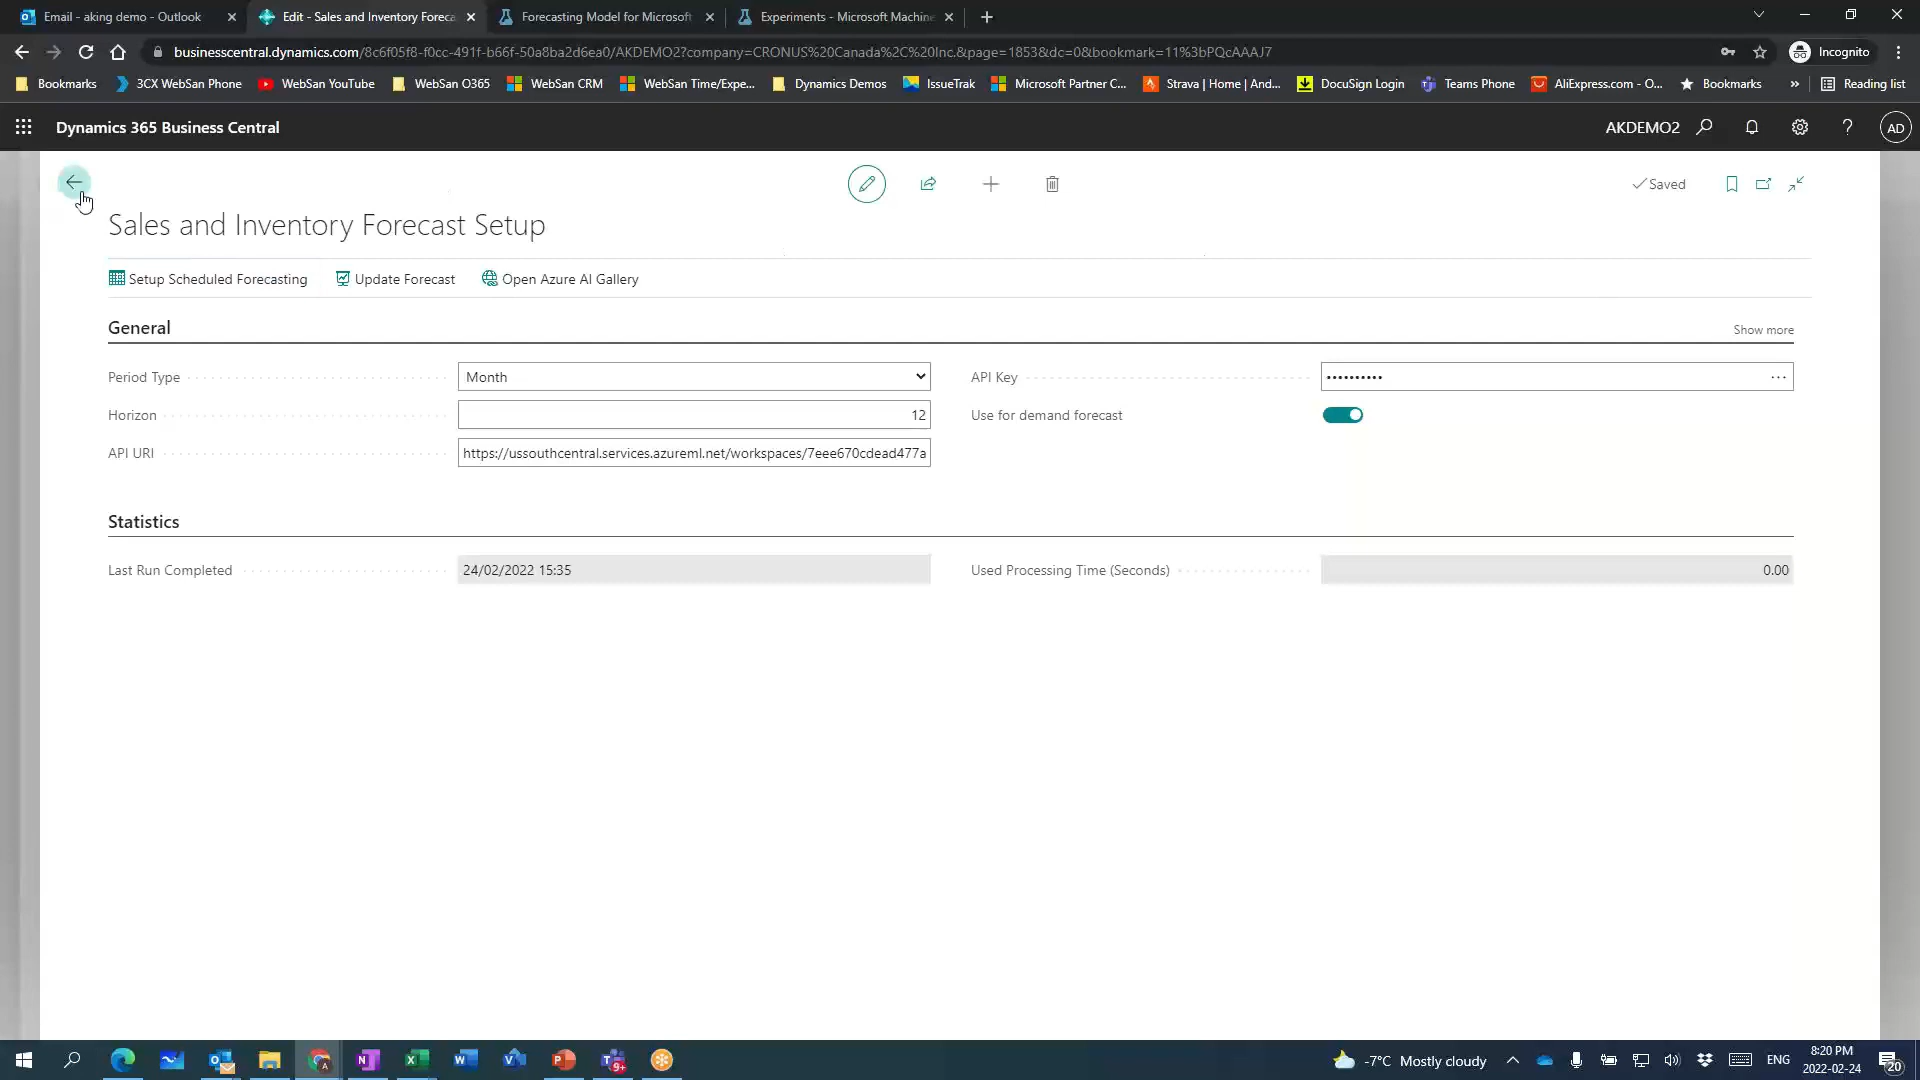 Email - aking demo - Outlook
Edit - Sales and Inventory Foreca
Forecasting Model for Microsoft
Experiments - Microsoft Machine
businesscentral.dynamics.com/8c6f05f8-f0cc-491f-b66f-50a8ba2d6ea0/AKDEMO2?company=CRONUS%20Canada%2C%20Inc.&page=1853&dc=0&bookmark=11%3bPQcAAAJ7
Incognito
Bookmarks
3CX WebSan Phone
WebSan YouTube
WebSan O365
WebSan CRM
WebSan Time/Expe...
Dynamics Demos
IssueTrak
Microsoft Partner C...
Strava | Home | And...
DocuSign Login
Teams Phone
AliExpress.com - O...
Bookmarks
»
Reading list
Dynamics 365 Business Central
AKDEMO2
?
AD
Saved
Sales and Inventory Forecast Setup
Setup Scheduled Forecasting
Update Forecast
Open Azure AI Gallery
General
Show more
Period Type
Month
API Key
••••••••••
...
Horizon
12
Use for demand forecast
API URI
https://ussouthcentral.services.azureml.net/workspaces/7eee670cdead477a
Statistics
Last Run Completed
24/02/2022 15:35
Used Processing Time (Seconds)
0.00
-7°C Mostly cloudy
ENG
8:20 PM
2022-02-24
20
9+